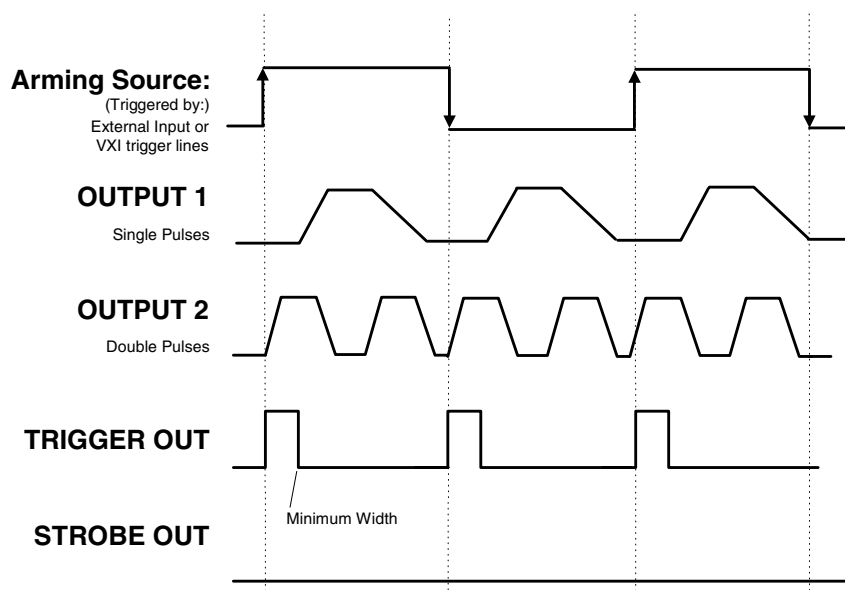 Arming Source:
(Triggered by:)
External Input or
VXI trigger lines
OUTPUT 1
Single Pulses
OUTPUT 2
Double Pulses
TRIGGER OUT
Minimum Width
STROBE OUT